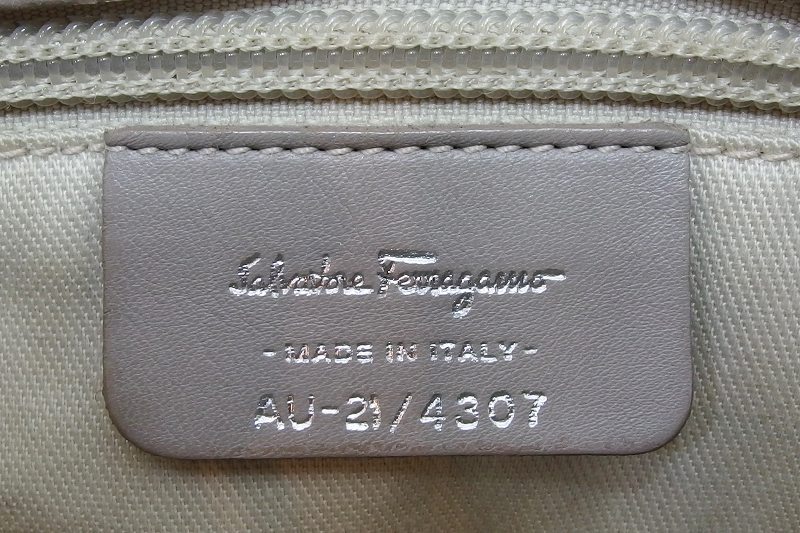 Salvatore Ferragamo
- MADE IN ITALY -
AU-21/4307